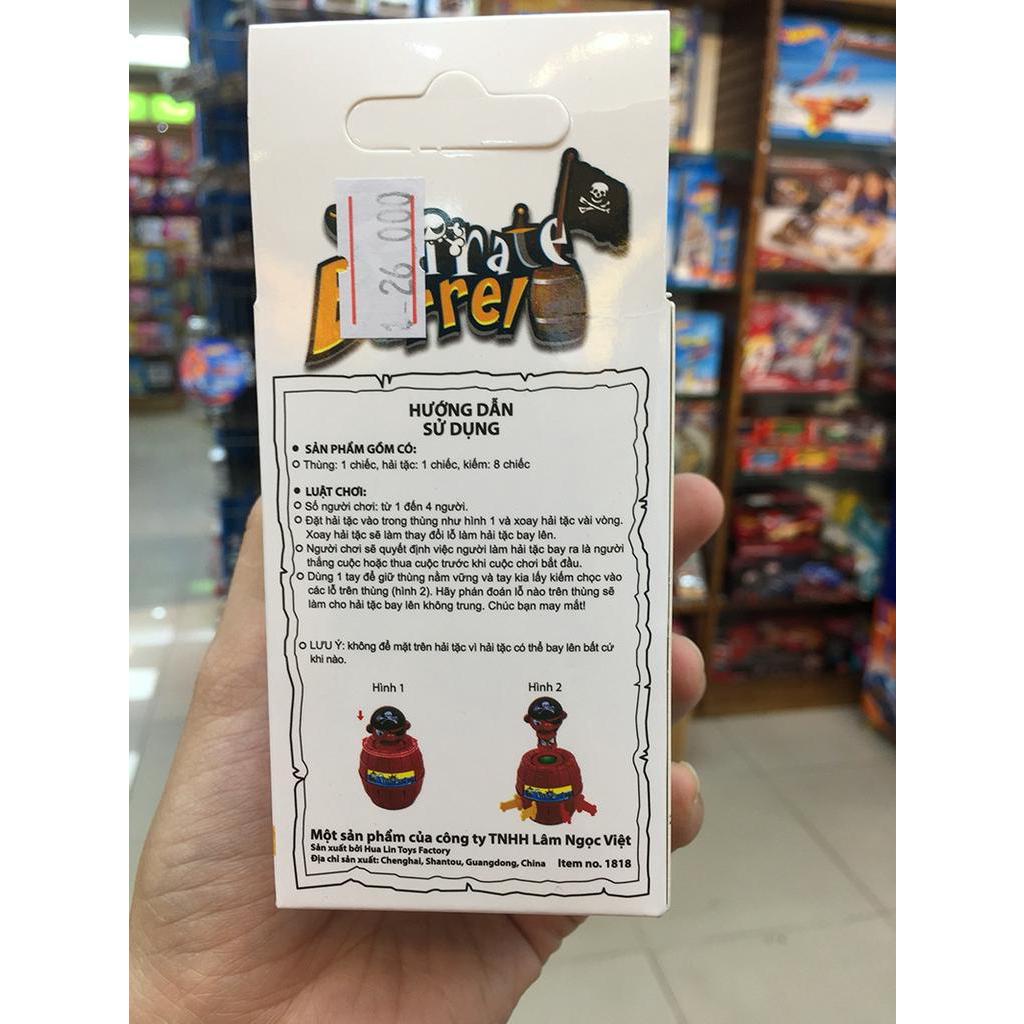 Pirate
Barrel
26 000
HƯỚNG DẪN
SỬ DỤNG
• SẢN PHẨM GỒM CÓ:
Thùng: 1 chiếc, hải tặc: 1 chiếc, kiếm: 8 chiếc
• LUẬT CHƠI:
Số người chơi: từ 1 đến 4 người.
Đặt hải tặc vào trong thùng như hình 1 và xoay hải tặc vài vòng.
Xoay hải tặc sẽ làm thay đổi lỗ làm hải tặc bay lên.
Người chơi sẽ quyết định việc người làm hải tặc bay ra là người
thắng cuộc hoặc thua cuộc trước khi cuộc chơi bắt đầu.
Dùng 1 tay để giữ thùng nằm vững và tay kia lấy kiếm chọc vào
các lỗ trên thùng (hình 2). Hãy phán đoán lỗ nào trên thùng sẽ
làm cho hải tặc bay lên không trung. Chúc bạn may mắt!
LƯU Ý: không để mặt trên hải tặc vì hải tặc có thể bay lên bất cứ
khi nào.
Hình 1
Hình 2
Một sản phẩm của công ty TNHH Lâm Ngọc Việt
Sản xuất bởi Hua Lin Toys Factory
Địa chỉ sản xuất: Chenghai, Shantou, Guangdong, China Item no. 1818